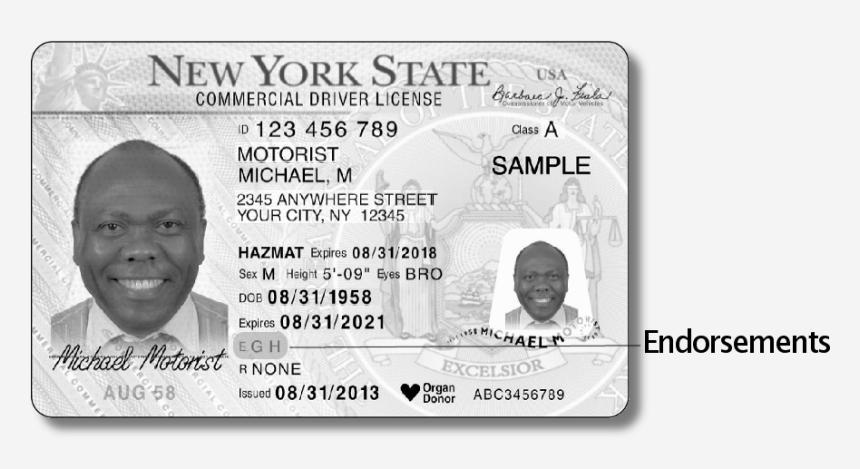 NEW YORK STATE
USA
COMMERCIAL DRIVER LICENSE
Commissioner of Motor Vehicles
ID 123 456 789
Class A
MOTORIST
MICHAEL, M
SAMPLE
2345 ANYWHERE STREET
YOUR CITY, NY 12345
HAZMAT Expires 08/31/2018
Sex M Height 5'-09" Eyes BRO
DOB 08/31/1958
Expires 08/31/2021
MICHAEL M MOTORIST
E G H
Endorsements
Michael Motorist
EXCELSIOR
R NONE
AUG 58
Issued 08/31/2013
Organ
Donor
ABC3456789